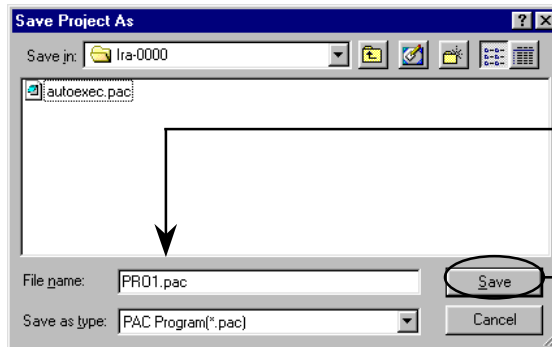 Save Project As
Save in: Ira-0000
autoexec.pac
File name: PRO1.pac
Save
Save as type: PAC Program(*.pac)
Cancel